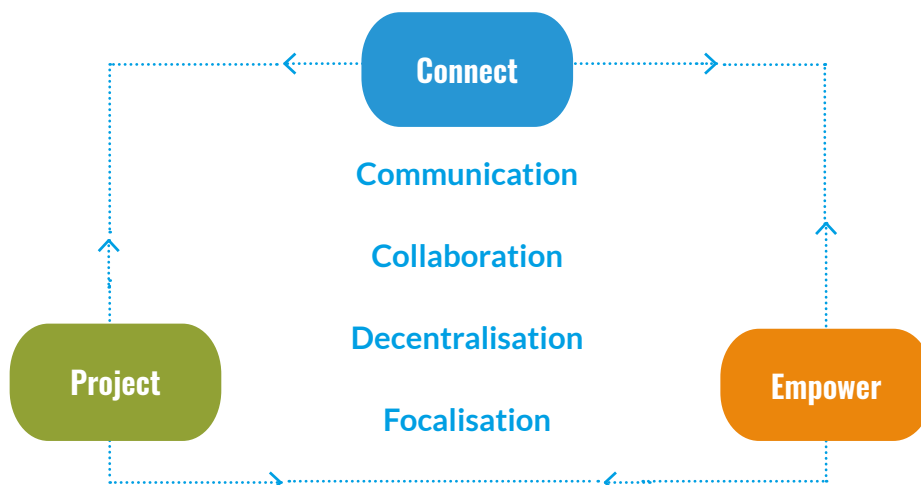 Connect
Communication
Collaboration
Decentralisation
Project
Empower
Focalisation